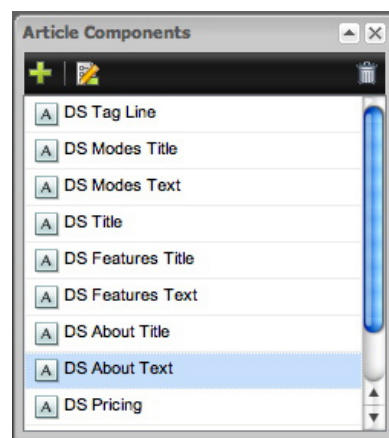 Article Components
A DS Tag Line
A DS Modes Title
A DS Modes Text
A DS Title
A DS Features Title
A DS Features Text
A DS About Title
A DS About Text
A DS Pricing